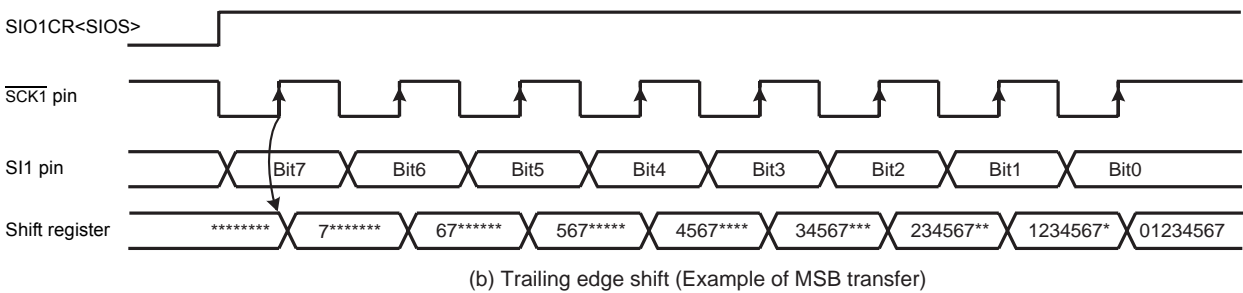 SIO1CR<SIOS>
SCK1 pin
SI1 pin
Bit7 Bit6 Bit5 Bit4 Bit3 Bit2 Bit1 Bit0
Shift register
******** 7******* 67****** 567***** 4567**** 34567*** 234567** 1234567* 01234567
(b) Trailing edge shift (Example of MSB transfer)